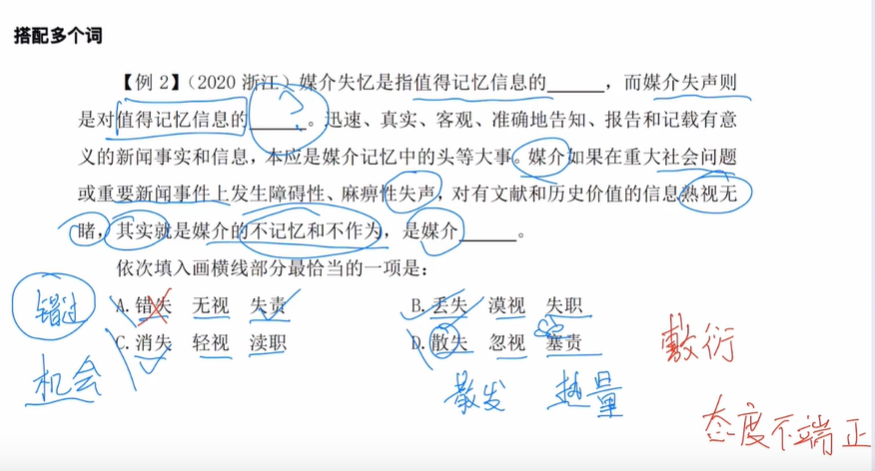 搭配多个词
【例 2】（2020 浙江）媒介失忆是指值得记忆信息的______，而媒介失声则
是对值得记忆信息的______。迅速、真实、客观、准确地告知、报告和记载有意
义的新闻事实和信息，本应是媒介记忆中的头等大事。媒介如果在重大社会问题
或重要新闻事件上发生障碍性、麻痹性失声，对有文献和历史价值的信息熟视无
睹，其实就是媒介的不记忆和不作为，是媒介______。
依次填入画横线部分最恰当的一项是：
A. 错失 无视 失责 B. 丢失 漠视 失职
C. 消失 轻视 渎职 D. 散失 忽视 塞责
错过
机会
散发 热量
敷衍
态度不端正